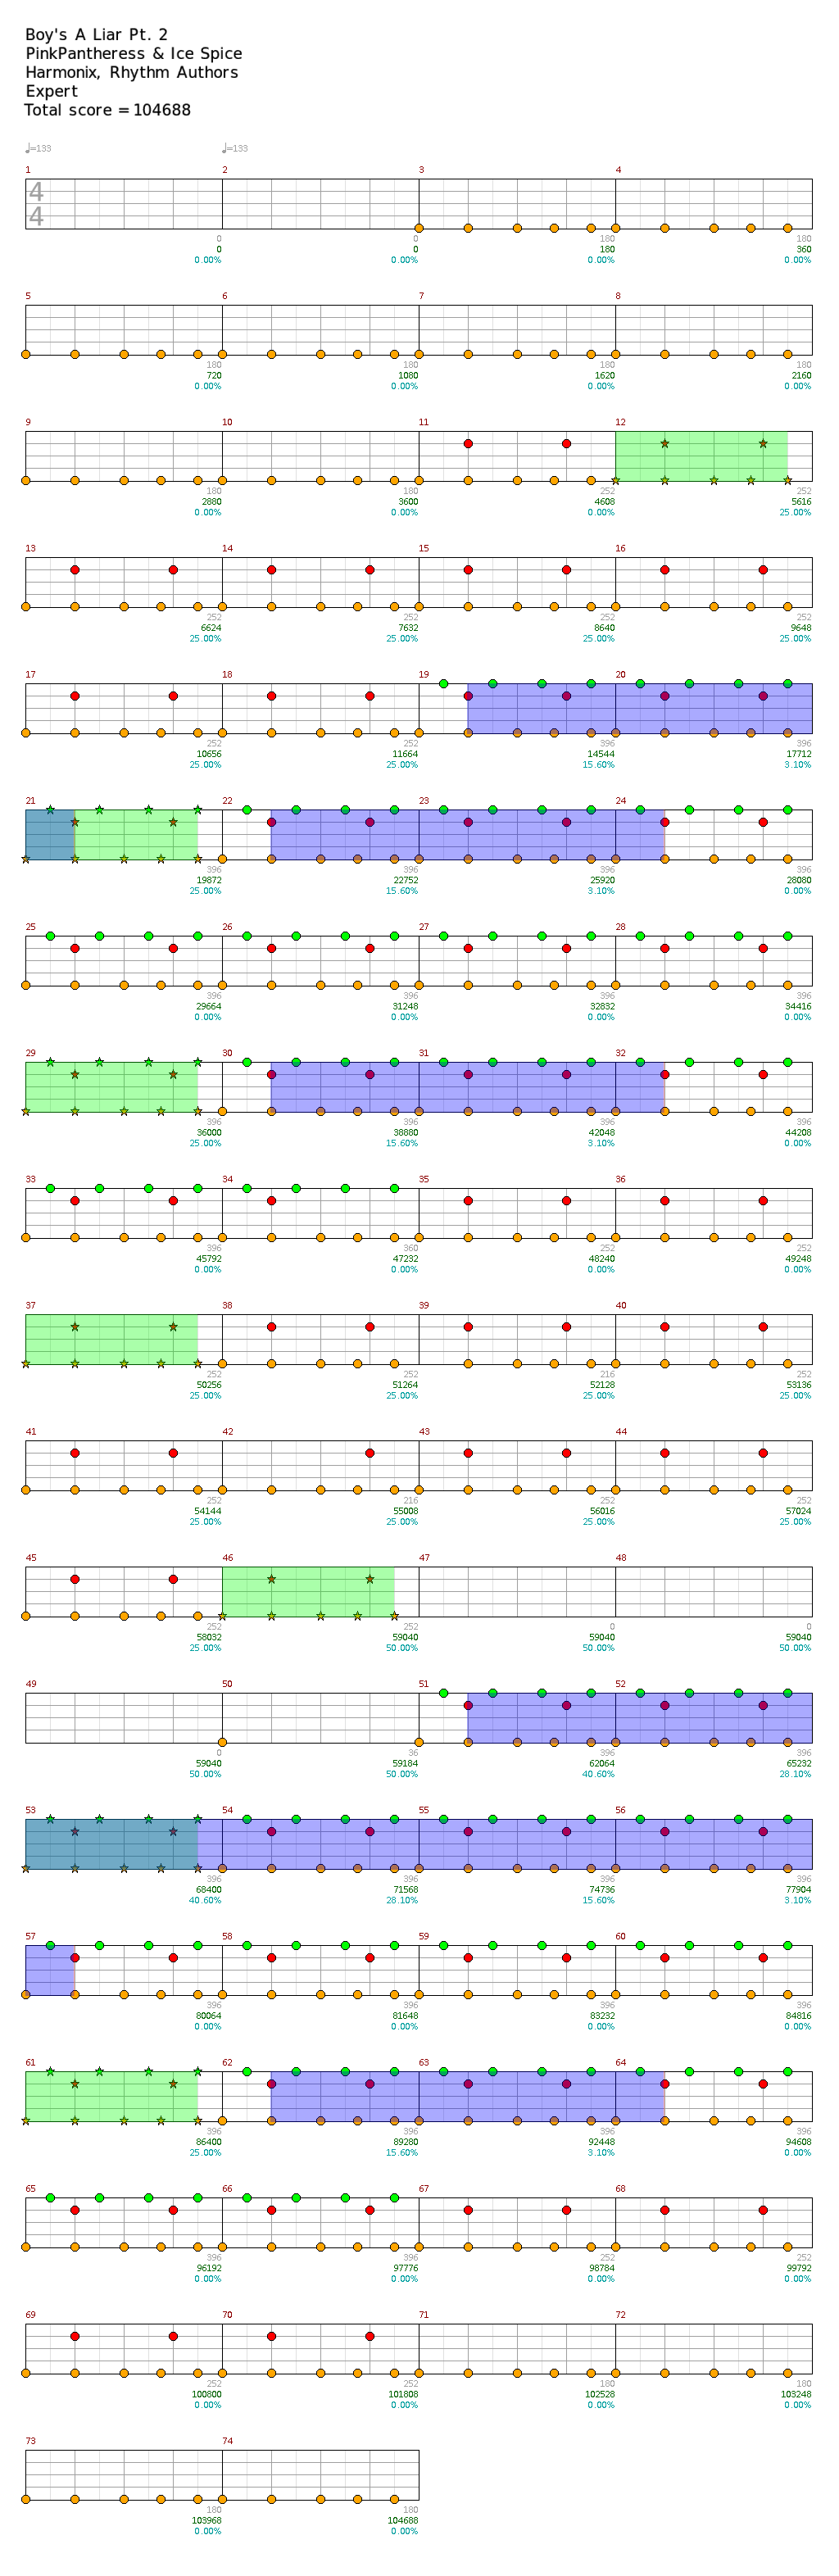 Boy's A Liar Pt. 2
PinkPantheress & Ice Spice
Harmonix, Rhythm Authors
Expert
Total score = 104688
♩=133 ♩=133
1 2 3 4
4
4
0 0 180 180
0 0 180 360
0.00% 0.00% 0.00% 0.00%
5 6 7 8
180 180 180 180
720 1080 1620 2160
0.00% 0.00% 0.00% 0.00%
9 10 11 12
180 180 252 252
2880 3600 4608 5616
0.00% 0.00% 0.00% 25.00%
13 14 15 16
252 252 252 252
6624 7632 8640 9648
25.00% 25.00% 25.00% 25.00%
17 18 19 20
252 252 396 396
10656 11664 14544 17712
25.00% 25.00% 15.60% 3.10%
21 22 23 24
396 396 396 396
19872 22752 25920 28080
25.00% 15.60% 3.10% 0.00%
25 26 27 28
396 396 396 396
29664 31248 32832 34416
0.00% 0.00% 0.00% 0.00%
29 30 31 32
396 396 396 396
36000 38880 42048 44208
25.00% 15.60% 3.10% 0.00%
33 34 35 36
396 360 252 252
45792 47232 48240 49248
0.00% 0.00% 0.00% 0.00%
37 38 39 40
252 252 216 252
50256 51264 52128 53136
25.00% 25.00% 25.00% 25.00%
41 42 43 44
252 216 252 252
54144 55008 56016 57024
25.00% 25.00% 25.00% 25.00%
45 46 47 48
252 252 0 0
58032 59040 59040 59040
25.00% 50.00% 50.00% 50.00%
49 50 51 52
0 36 396 396
59040 59184 62064 65232
50.00% 50.00% 40.60% 28.10%
53 54 55 56
396 396 396 396
68400 71568 74736 77904
40.60% 28.10% 15.60% 3.10%
57 58 59 60
396 396 396 396
80064 81648 83232 84816
0.00% 0.00% 0.00% 0.00%
61 62 63 64
396 396 396 396
86400 89280 92448 94608
25.00% 15.60% 3.10% 0.00%
65 66 67 68
396 396 252 252
96192 97776 98784 99792
0.00% 0.00% 0.00% 0.00%
69 70 71 72
252 252 180 180
100800 101808 102528 103248
0.00% 0.00% 0.00% 0.00%
73 74
180 180
103968 104688
0.00% 0.00%